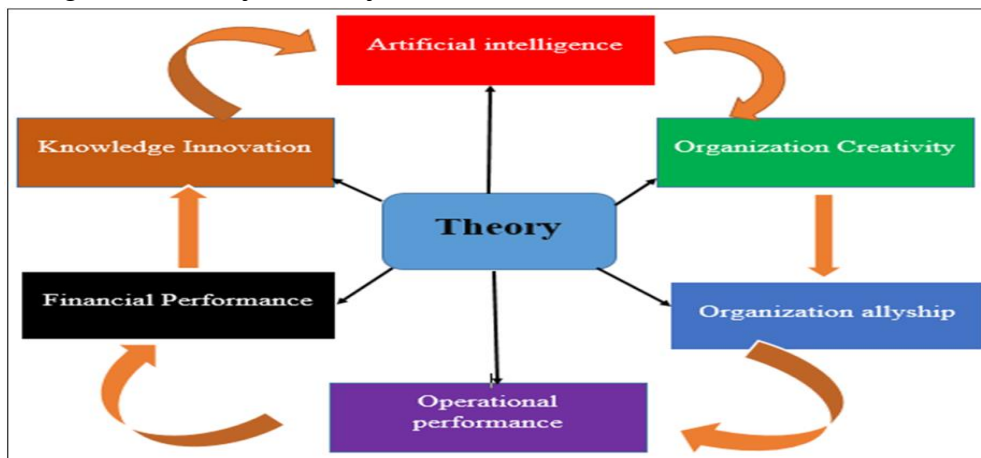 Artificial intelligence
Knowledge Innovation
Organization Creativity
Theory
Financial Performance
Organization allyship
Operational
performance